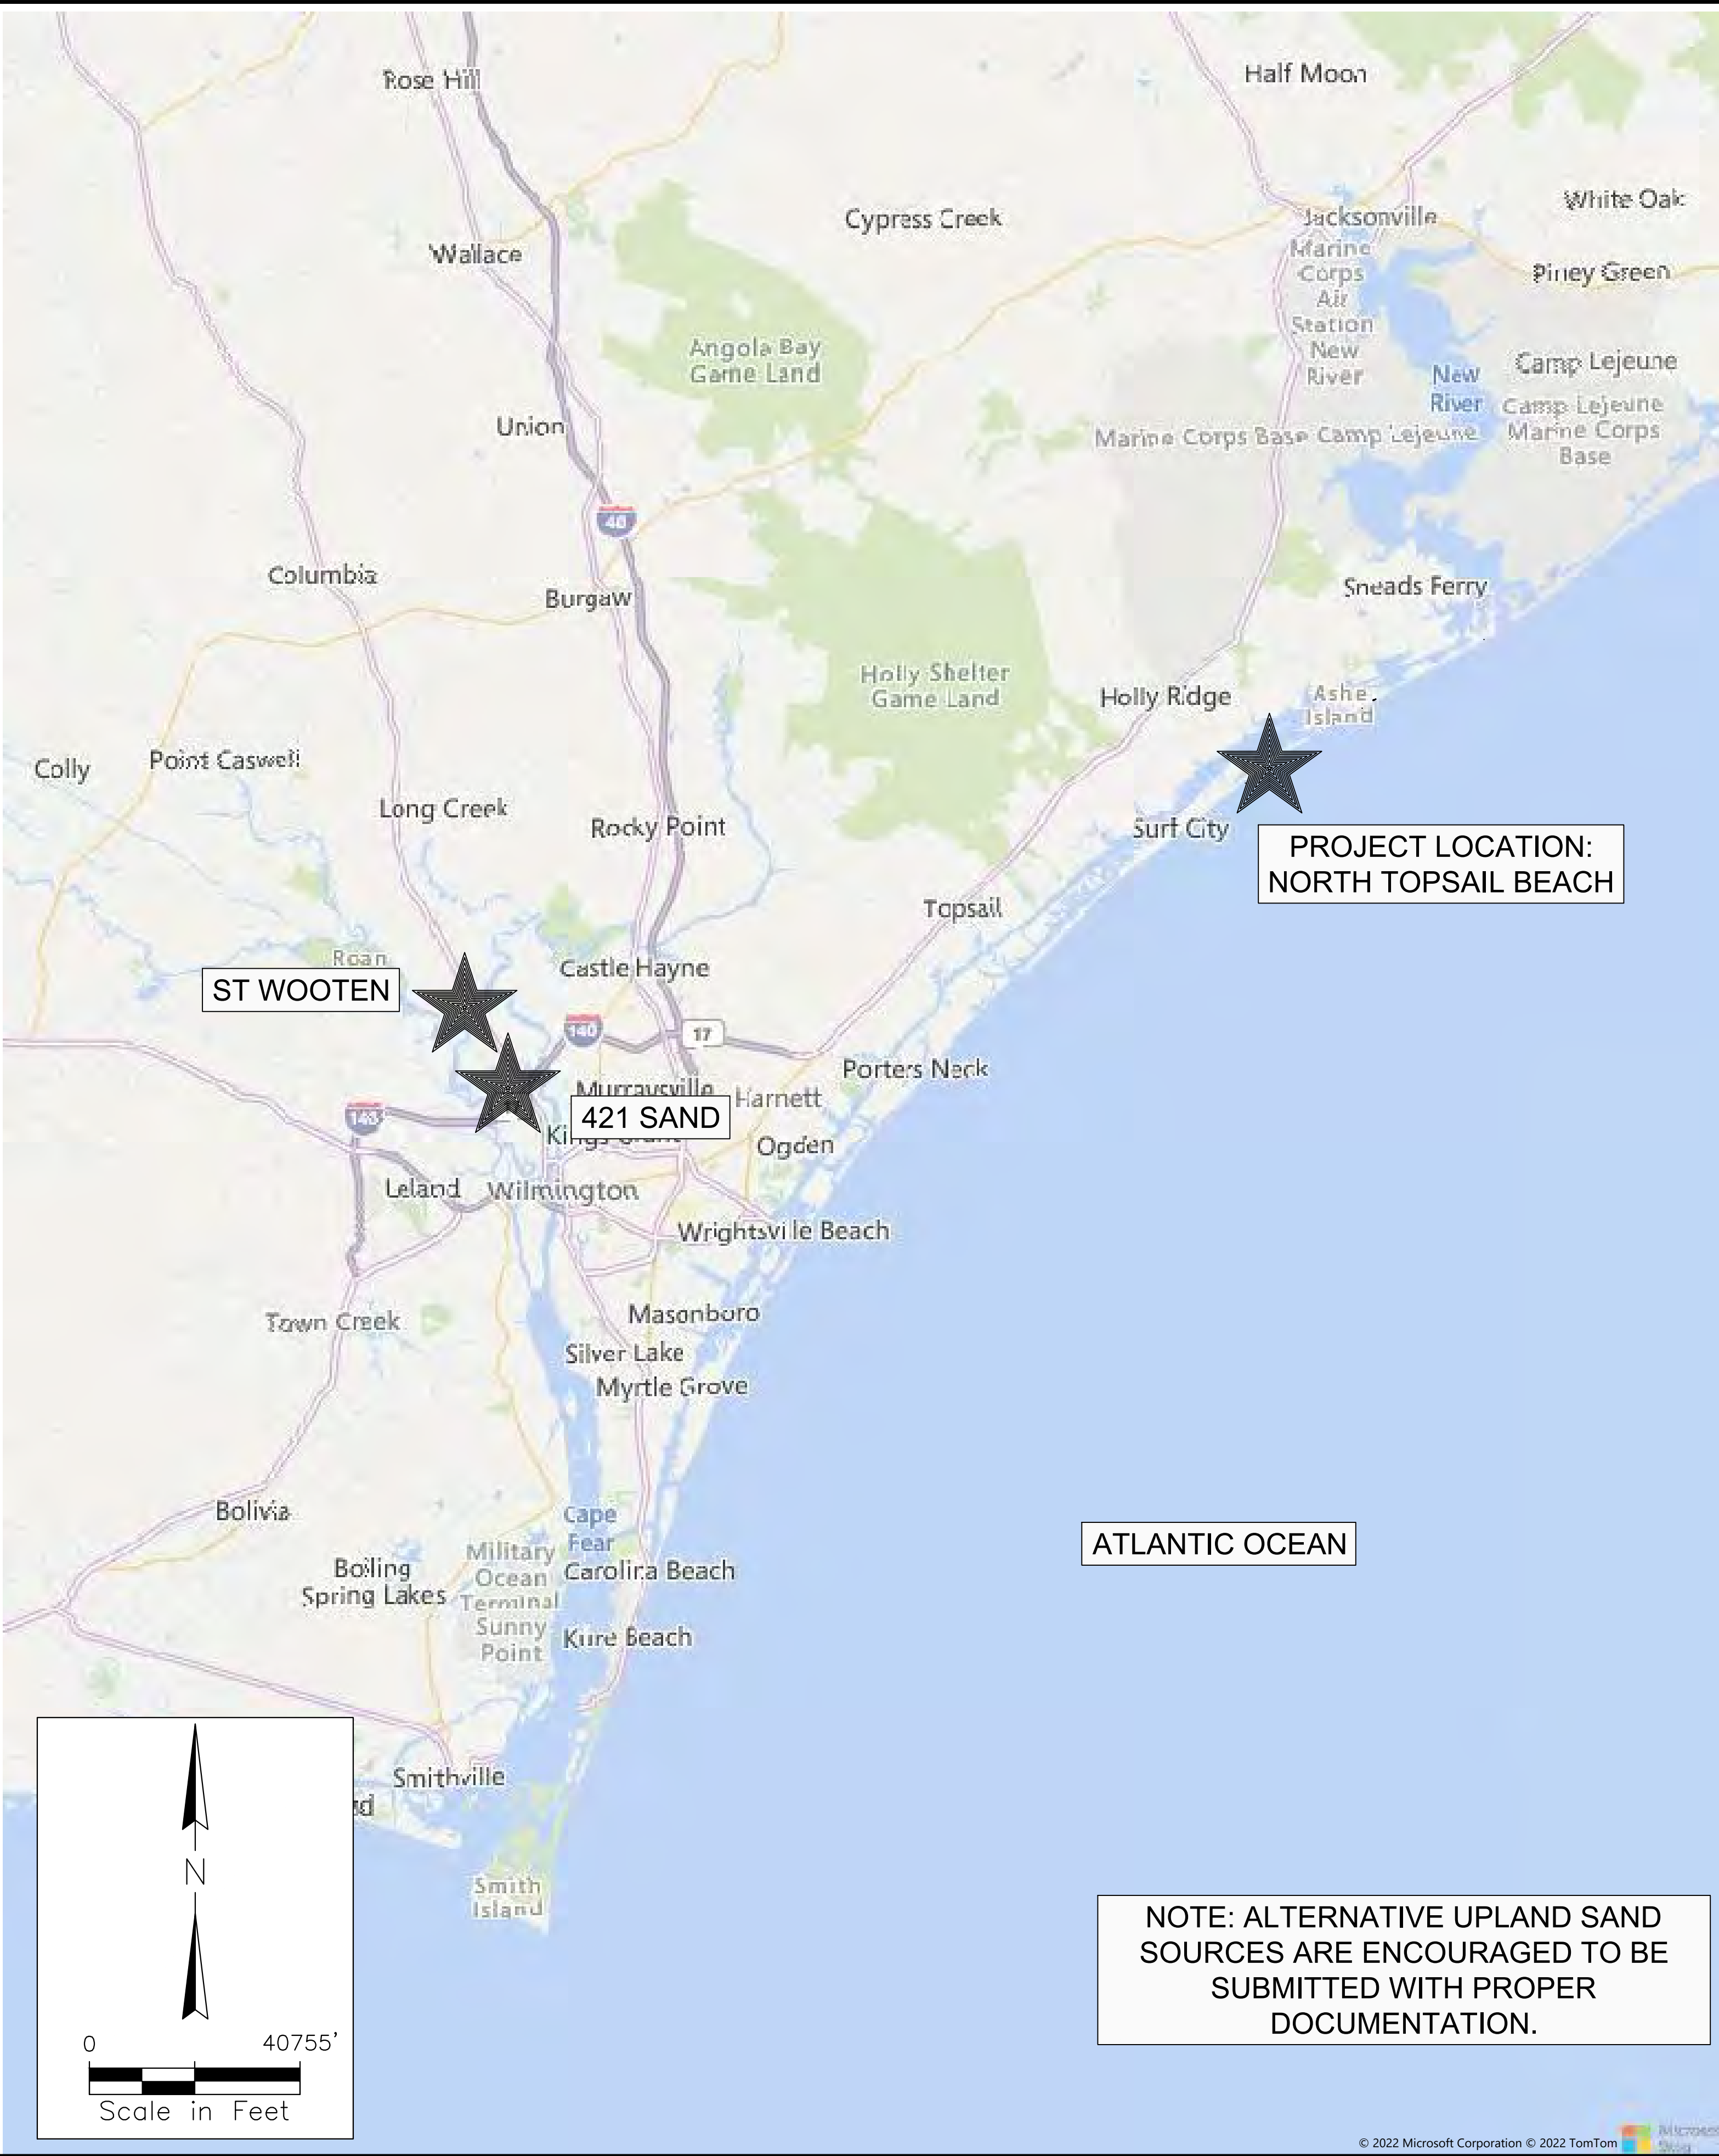 Rose Hill
Half Moon
White Oak
Cypress Creek
Jacksonville
Wallace
Marine
Corps
Air
Station
New
River
Piney Green
Angola Bay
Game Land
Camp Lejeune
New
River
Camp Lejeune
Marine Corps
Base
Union
Marine Corps Base Camp Lejeune
40
Columbia
Burgaw
Sneads Ferry
Holly Shelter
Game Land
Holly Ridge
Ashe
Island
Colly
Point Caswell
Long Creek
Rocky Point
Surf City
PROJECT LOCATION:
NORTH TOPSAIL BEACH
Topsail
Roan
Castle Hayne
ST WOOTEN
140
17
Porters Neck
Murraysville
Harnett
140
421 SAND
Kings Grant
Ogden
Leland
Wilmington
Wrightsville Beach
Town Creek
Masonboro
Silver Lake
Myrtle Grove
Bolivia
Cape
Fear
ATLANTIC OCEAN
Military
Ocean
Terminal
Sunny
Point
Boiling
Spring Lakes
Carolina Beach
Kure Beach
Smithville
Smith
Island
N
0 40755'
Scale in Feet
NOTE: ALTERNATIVE UPLAND SAND
SOURCES ARE ENCOURAGED TO BE
SUBMITTED WITH PROPER
DOCUMENTATION.
© 2022 Microsoft Corporation © 2022 TomTom
Microsoft
Bing